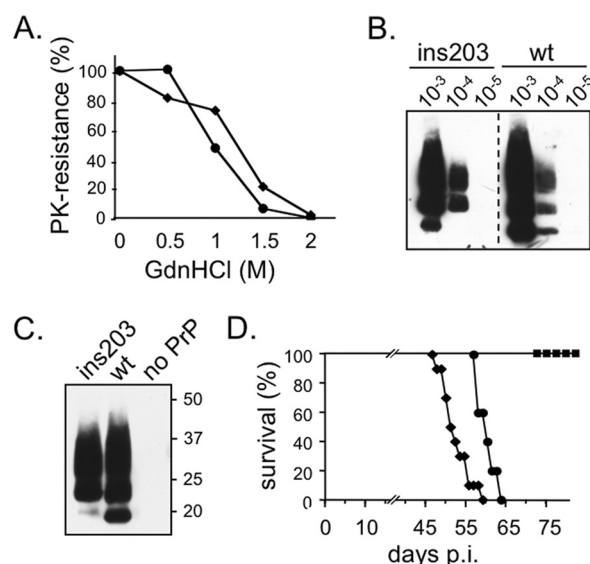 A.
PK-resistance (%)
100
80
60
40
20
0
0 0.5 1 1.5 2
GdnHCl (M)
B.
ins203 wt
10-3 10-4 10-5 10-3 10-4 10-5
C.
ins203 wt no PrP
50
37
25
20
D.
survival (%)
100
80
60
40
20
0
0 10 45 55 65 75
days p.i.